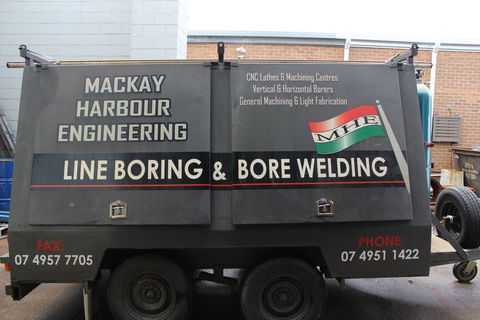 MACKAY
HARBOUR
ENGINEERING
CNC Lathes & Machining Centres
Vertical & Horizontal Borers
General Machining & Light Fabrication
MHE
LINE BORING & BORE WELDING
FAX:
07 4957 7705
PHONE:
07 4951 1422